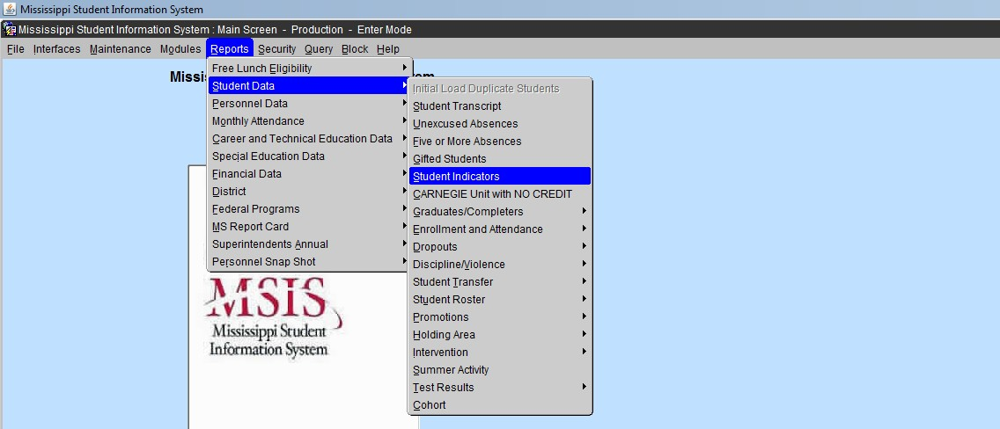 Mississippi Student Information System
Mississippi Student Information System : Main Screen - Production - Enter Mode
File Interfaces Maintenance Modules Reports Security Query Block Help
Free Lunch Eligibility
Student Data
Personnel Data
Monthly Attendance
Career and Technical Education Data
Special Education Data
Financial Data
District
Federal Programs
MS Report Card
Superintendents Annual
Personnel Snap Shot
Initial Load Duplicate Students
Student Transcript
Unexcused Absences
Five or More Absences
Gifted Students
Student Indicators
CARNEGIE Unit with NO CREDIT
Graduates/Completers
Enrollment and Attendance
Dropouts
Discipline/Violence
Student Transfer
Student Roster
Promotions
Holding Area
Intervention
Summer Activity
Test Results
Cohort
MSIS
Mississippi Student
Information System